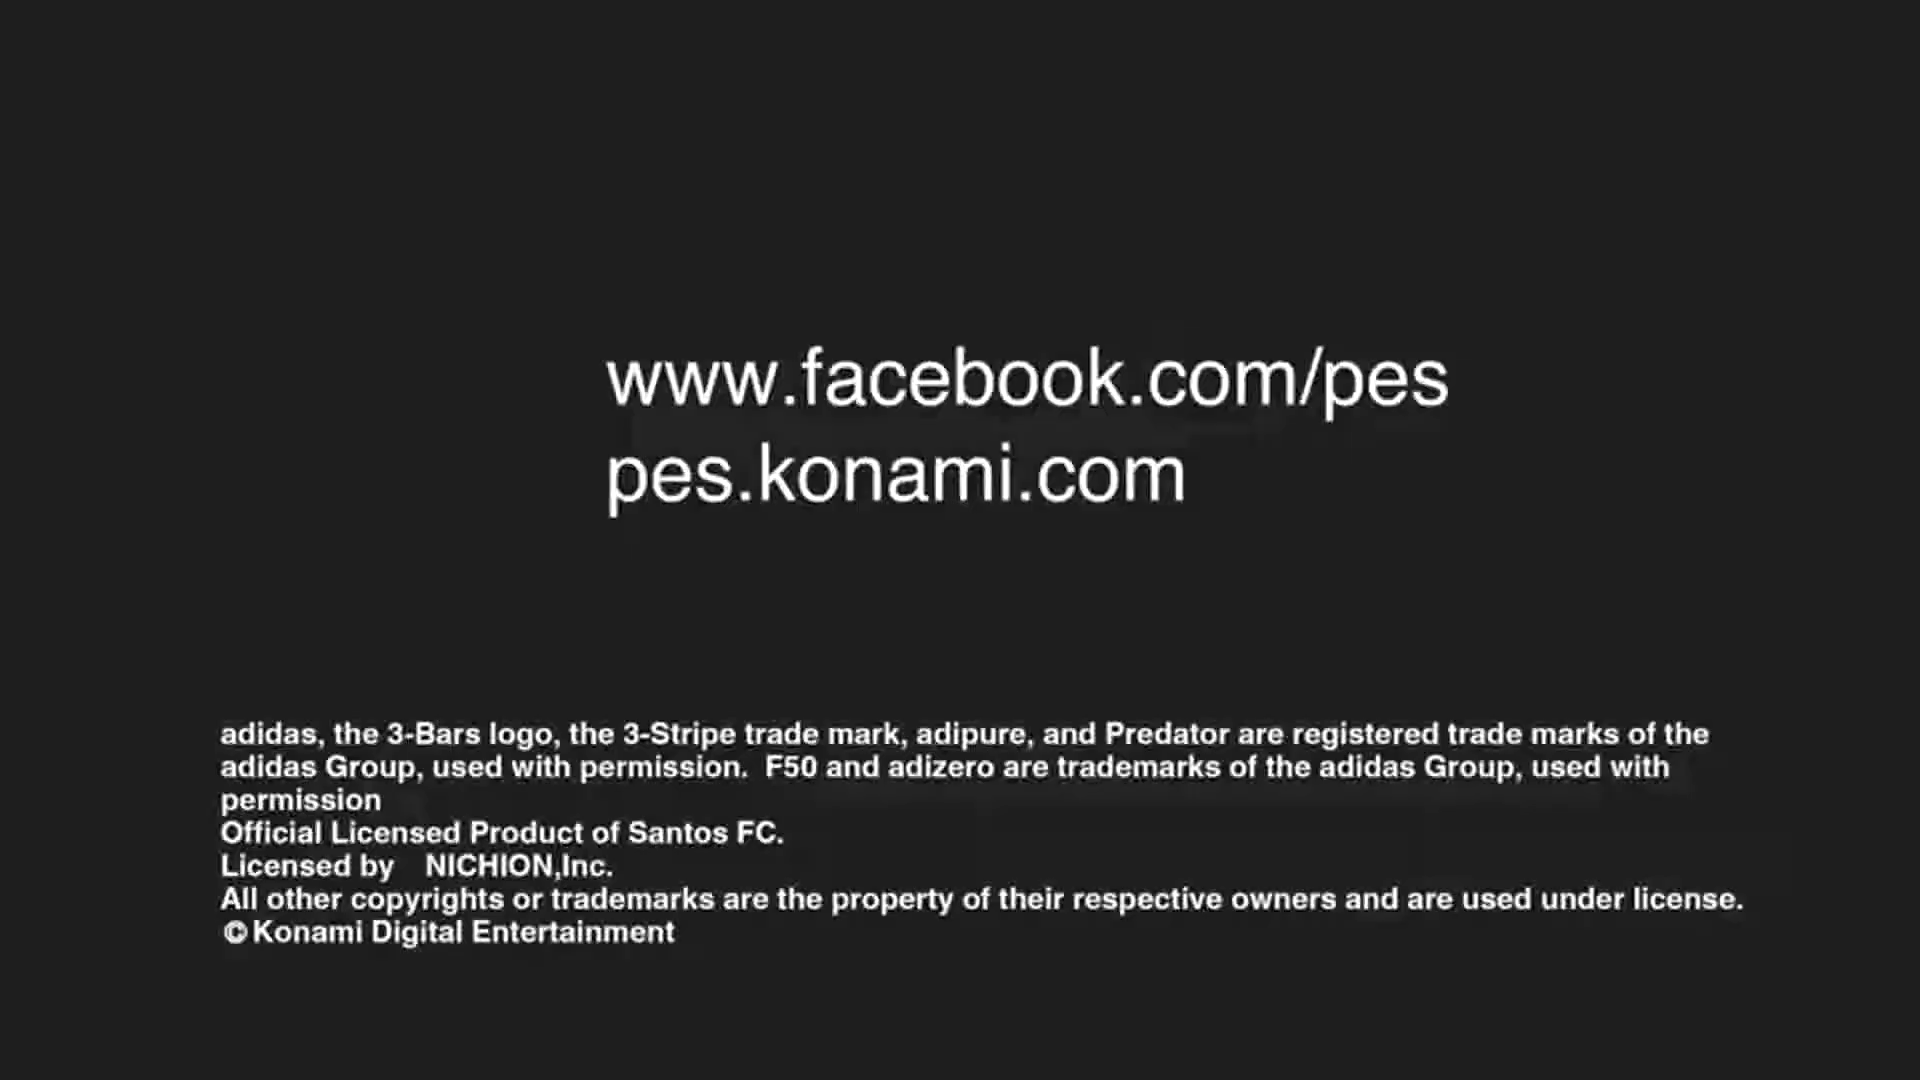 www.facebook.com/pes
pes.konami.com
adidas, the 3-Bars logo, the 3-Stripe trade mark, adipure, and Predator are registered trade marks of the
adidas Group, used with permission.  F50 and adizero are trademarks of the adidas Group, used with
permission
Official Licensed Product of Santos FC.
Licensed by    NICHION,Inc.
All other copyrights or trademarks are the property of their respective owners and are used under license.
©Konami Digital Entertainment